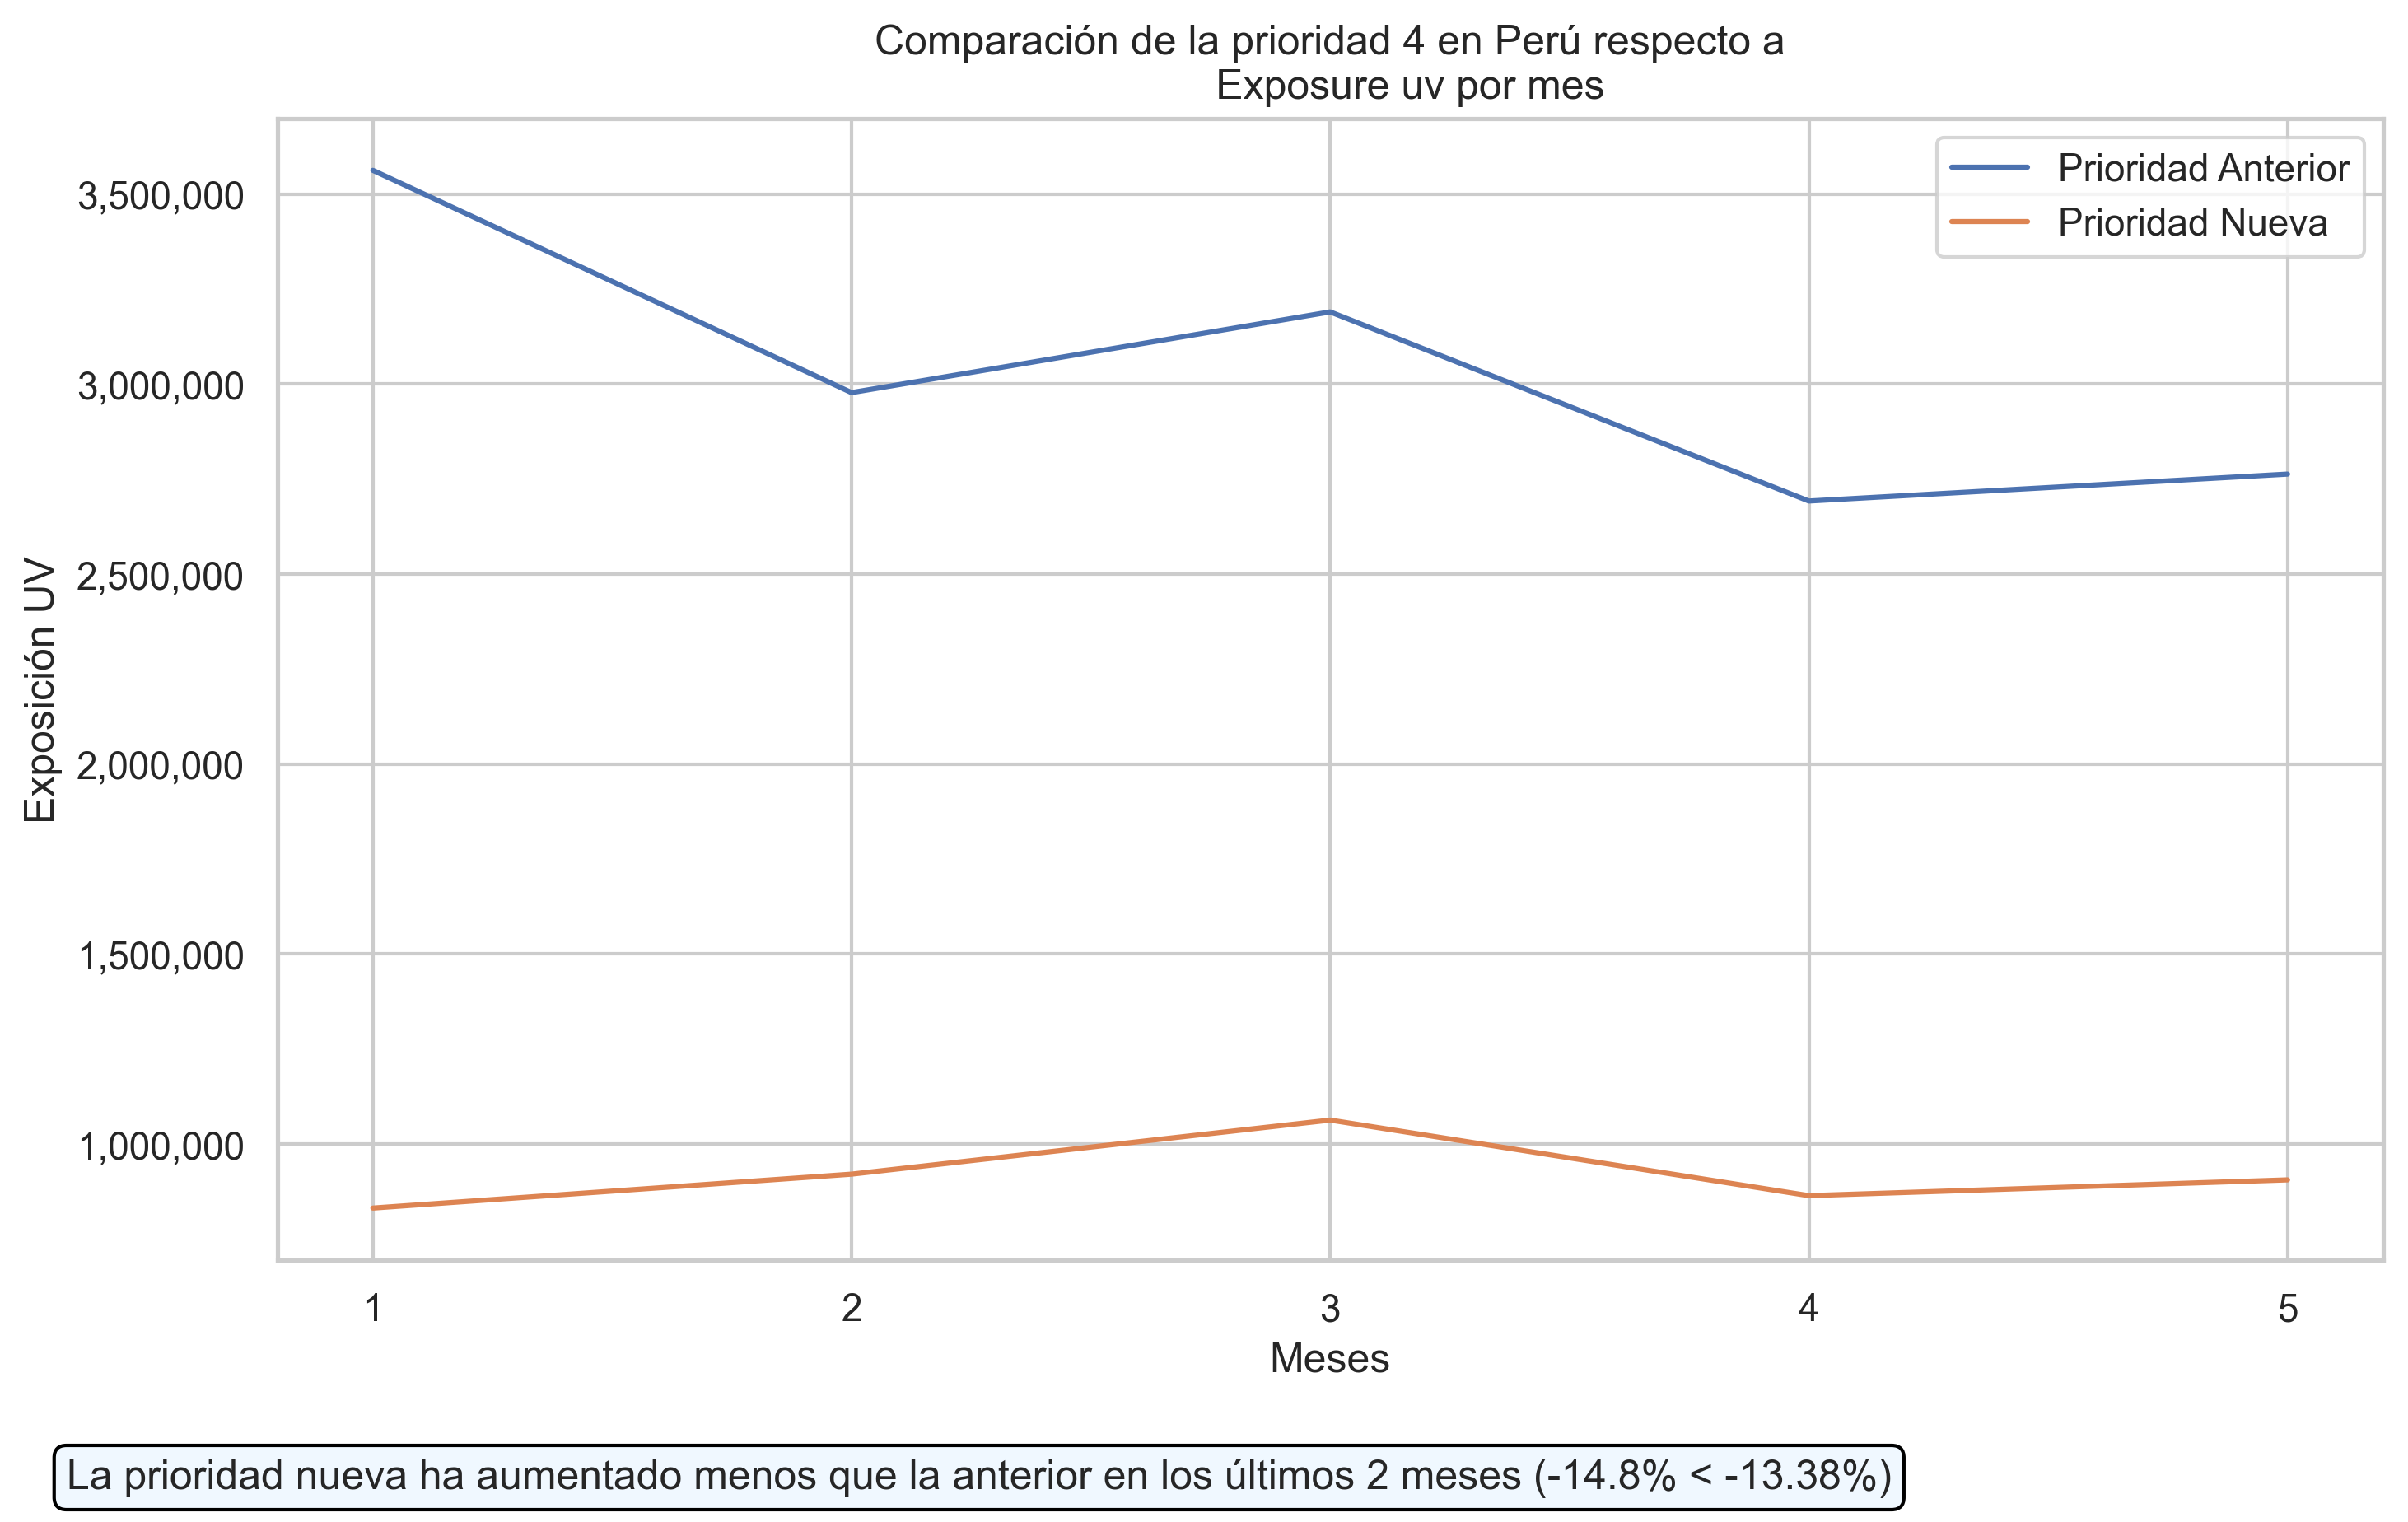 Comparación de la prioridad 4 en Perú respecto a
Exposure uv por mes
Prioridad Anterior
Prioridad Nueva
3,500,000
3,000,000
2,500,000
2,000,000
1,500,000
1,000,000
Exposición UV
1 2 3 4 5
Meses
La prioridad nueva ha aumentado menos que la anterior en los últimos 2 meses (-14.8% < -13.38%)